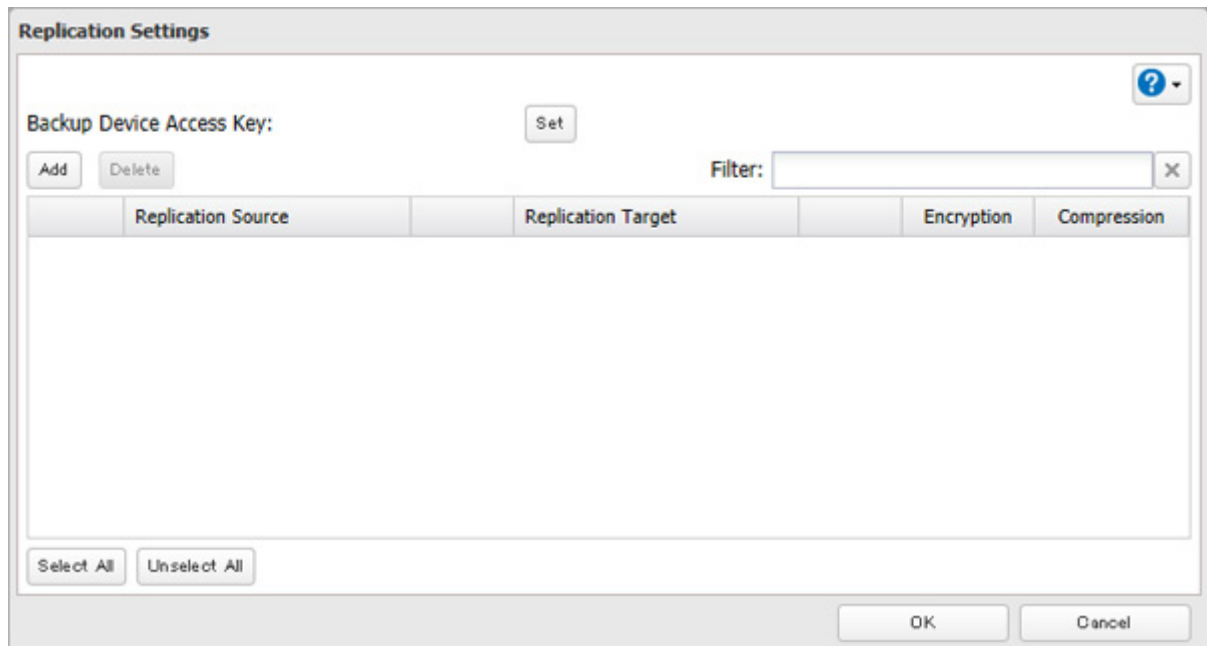 Replication Settings
?
Backup Device Access Key: Set
Add Delete Filter:
Replication Source Replication Target Encryption Compression
Select All Unselect All
OK Cancel